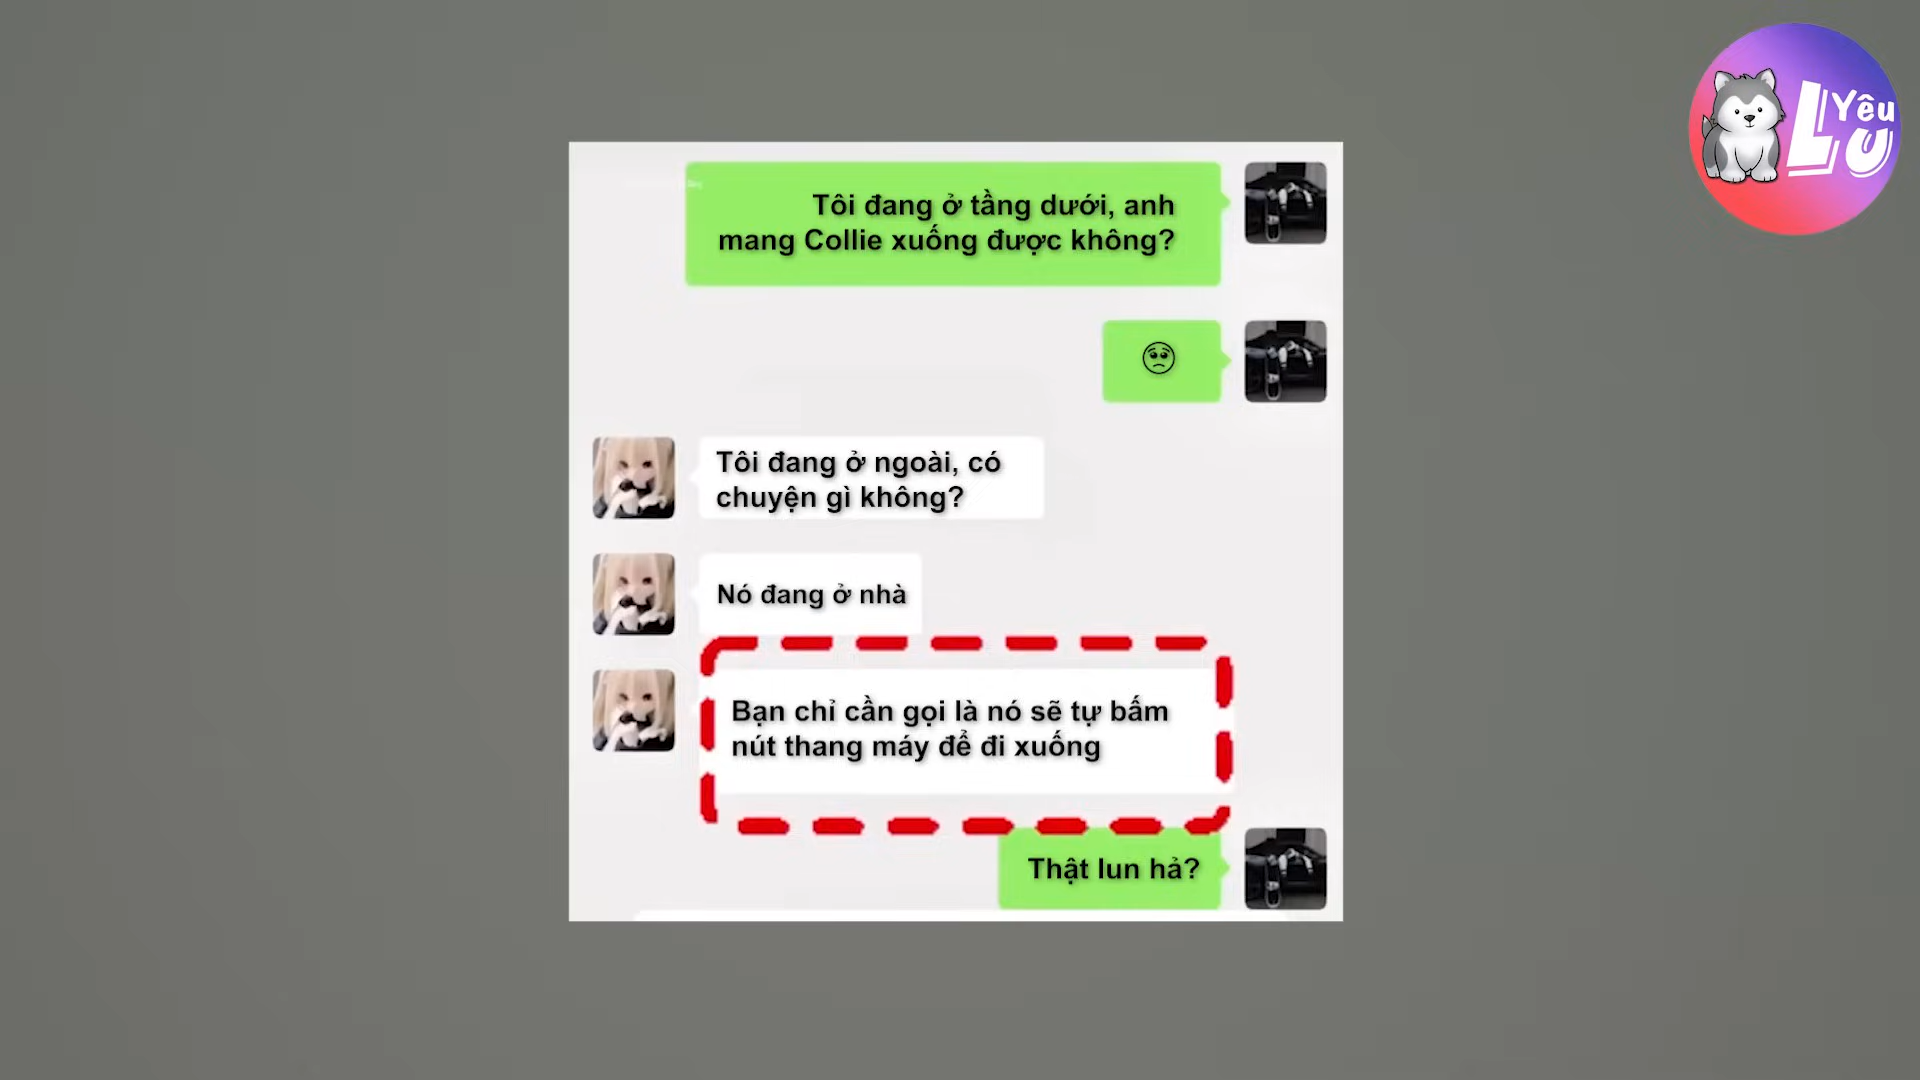 Tôi đang ở tầng dưới, anh
mang Collie xuống được không?
🥺
Tôi đang ở ngoài, có
chuyện gì không?
Nó đang ở nhà
Bạn chỉ cần gọi là nó sẽ tự bấm
nút thang máy để đi xuống
Thật lun hả?
Yêu
Lu